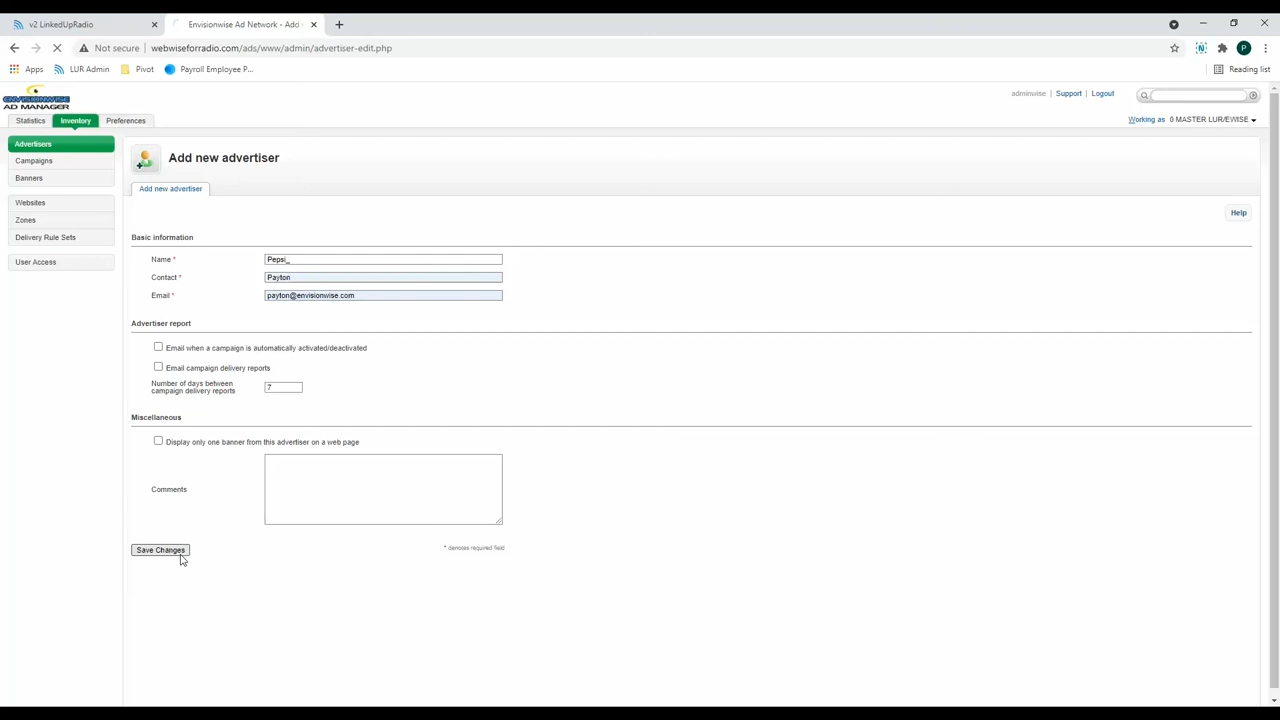 v2 LinkedUpRadio
Envisionwise Ad Network - Add
Not secure webwiseforradio.com/ads/www/admin/advertiser-edit.php
N P
Apps LUR Admin Pivot Payroll Employee P... Reading list
ENVISIONWISE
AD MANAGER
adminwise | Support | Logout
Statistics Inventory Preferences
Working as 0 MASTER LUR/EWISE
Advertisers
Campaigns
Banners
Websites
Zones
Delivery Rule Sets
User Access
Add new advertiser
Add new advertiser
Help
Basic information
Name * Pepsi_
Contact * Payton
Email * payton@envisionwise.com
Advertiser report
Email when a campaign is automatically activated/deactivated
Email campaign delivery reports
Number of days between
campaign delivery reports 7
Miscellaneous
Display only one banner from this advertiser on a web page
Comments
Save Changes
* denotes required field